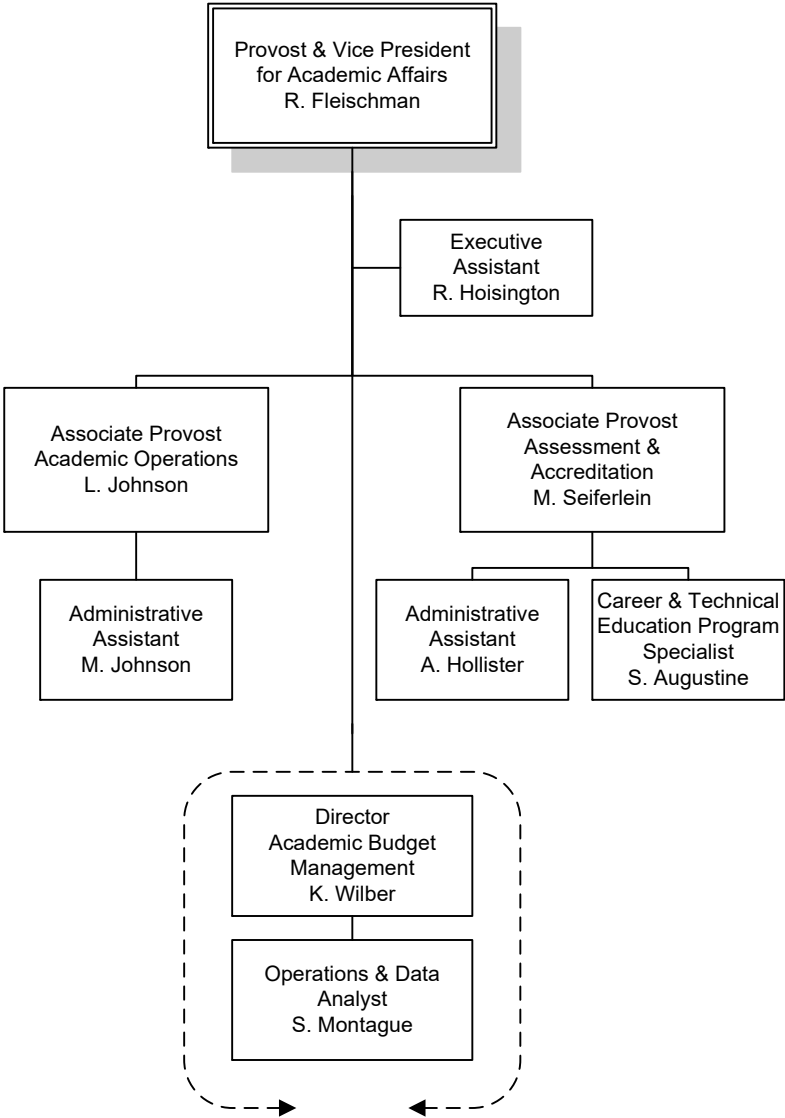 Provost & Vice President
for Academic Affairs
R. Fleischman
Executive
Assistant
R. Hoisington
Associate Provost
Academic Operations
L. Johnson
Associate Provost
Assessment &
Accreditation
M. Seiferlein
Administrative
Assistant
M. Johnson
Administrative
Assistant
A. Hollister
Career & Technical
Education Program
Specialist
S. Augustine
Director
Academic Budget
Management
K. Wilber
Operations & Data
Analyst
S. Montague